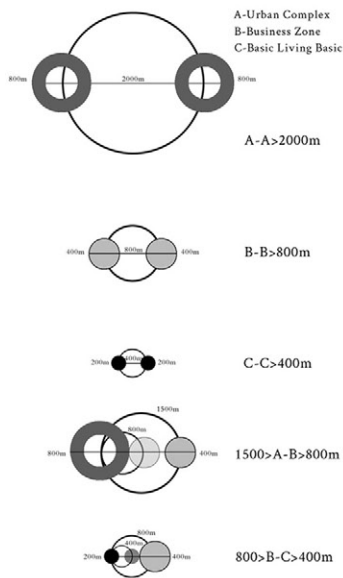 A-Urban Complex
B-Business Zone
C-Basic Living Basic
800m 2000m 800m
A-A>2000m
400m 800m 400m
B-B>800m
200m 400m 200m
C-C>400m
1500m
800m
800m 400m
1500>A-B>800m
800m
400m
200m 400m
800>B-C>400m